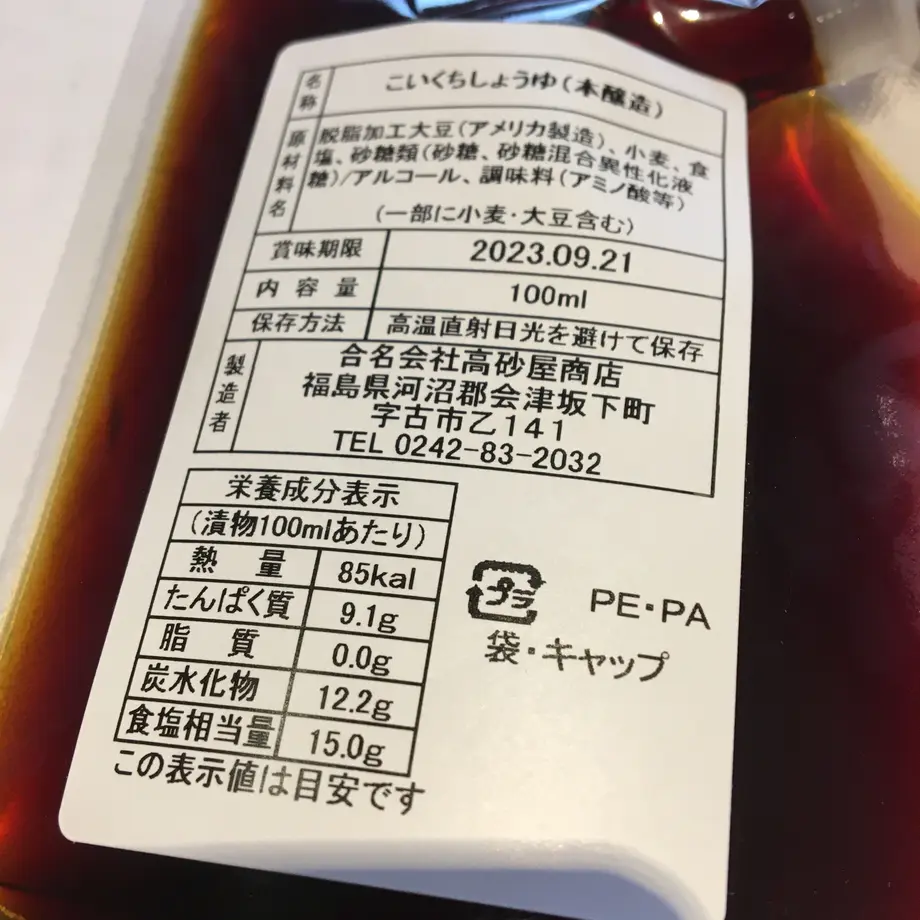 名称 こいくちしょうゆ(本醸造)
原材料名 脱脂加工大豆(アメリカ製造)、小麦、食
塩、砂糖類(砂糖、砂糖混合異性化液
糖)/アルコール、調味料(アミノ酸等)
(一部に小麦・大豆含む)
賞味期限 2023.09.21
内容量 100ml
保存方法 高温直射日光を避けて保存
製造者 合名会社高砂屋商店
福島県河沼郡会津坂下町
字古市乙141
TEL 0242-83-2032
栄養成分表示
(漬物100mlあたり)
熱量 85kal
たんぱく質 9.1g
脂質 0.0g
炭水化物 12.2g
食塩相当量 15.0g
この表示値は目安です
プラ PE・PA
袋・キャップ